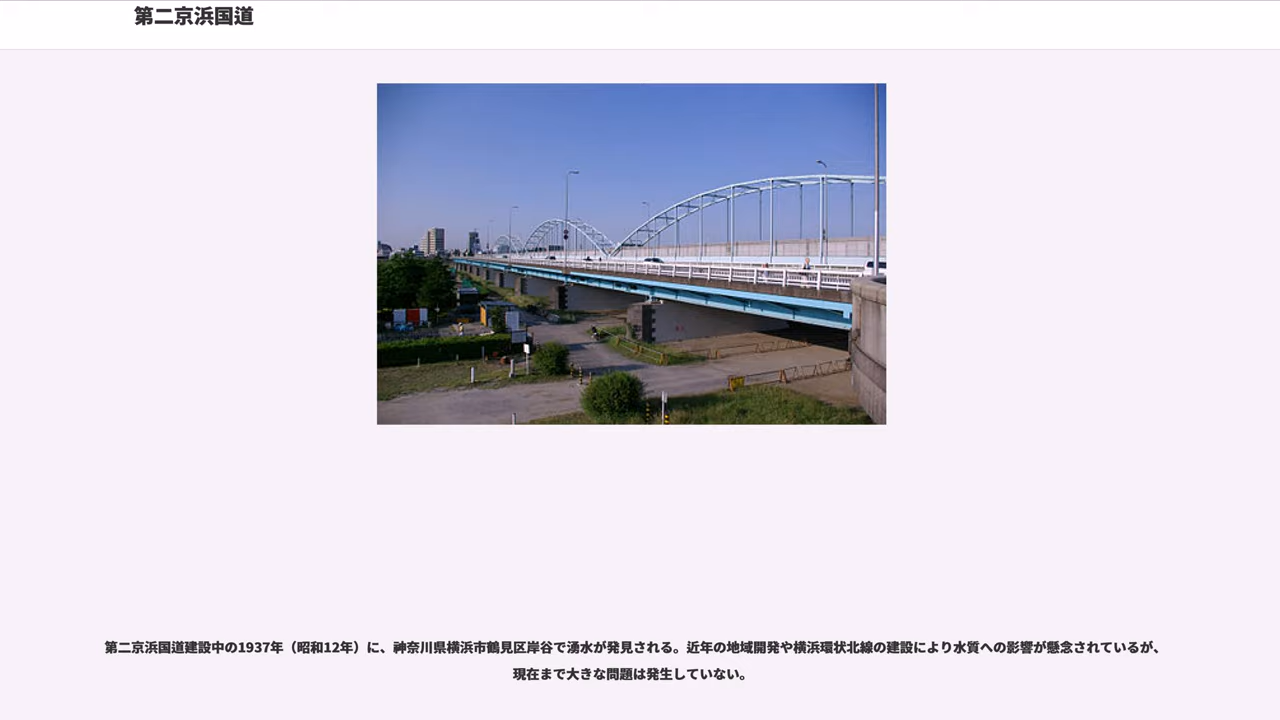 第二京浜国道
第二京浜国道建設中の1937年（昭和12年）に、神奈川県横浜市鶴見区岸谷で湧水が発見される。近年の地域開発や横浜環状北線の建設により水質への影響が懸念されているが、
現在まで大きな問題は発生していない。